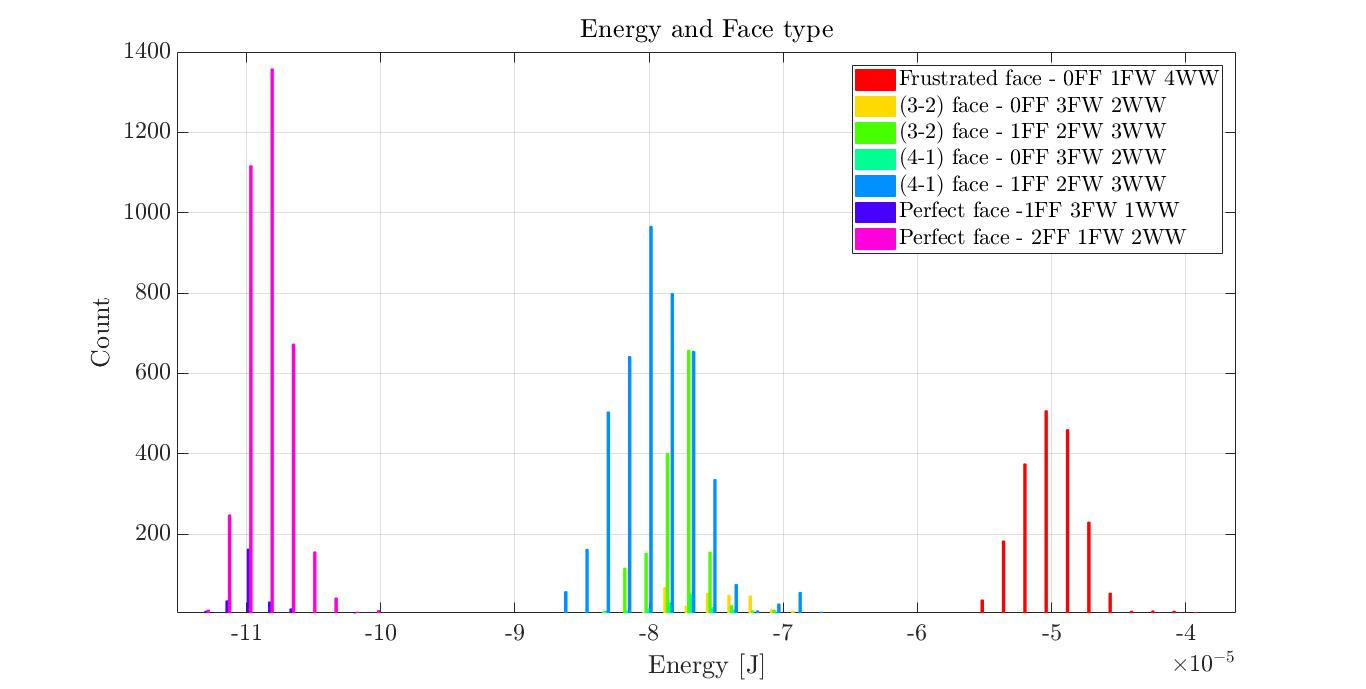 Energy and Face type
1400
1200
1000
800
600
400
200
Count
Frustrated face - 0FF 1FW 4WW
(3-2) face - 0FF 3FW 2WW
(3-2) face - 1FF 2FW 3WW
(4-1) face - 0FF 3FW 2WW
(4-1) face - 1FF 2FW 3WW
Perfect face -1FF 3FW 1WW
Perfect face - 2FF 1FW 2WW
-11 -10 -9 -8 -7 -6 -5 -4
×10⁻⁵
Energy [J]